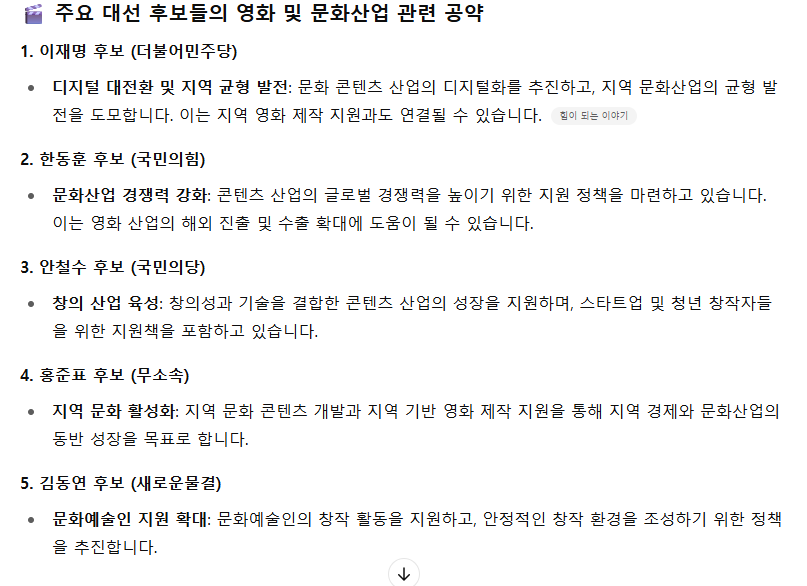 🎬 주요 대선 후보들의 영화 및 문화산업 관련 공약
1. 이재명 후보 (더불어민주당)
• 디지털 대전환 및 지역 균형 발전: 문화 콘텐츠 산업의 디지털화를 추진하고, 지역 문화산업의 균형 발
전을 도모합니다. 이는 지역 영화 제작 지원과도 연결될 수 있습니다. 힘이 되는 이야기
2. 한동훈 후보 (국민의힘)
• 문화산업 경쟁력 강화: 콘텐츠 산업의 글로벌 경쟁력을 높이기 위한 지원 정책을 마련하고 있습니다.
이는 영화 산업의 해외 진출 및 수출 확대에 도움이 될 수 있습니다.
3. 안철수 후보 (국민의당)
• 창의 산업 육성: 창의성과 기술을 결합한 콘텐츠 산업의 성장을 지원하며, 스타트업 및 청년 창작자들
을 위한 지원책을 포함하고 있습니다.
4. 홍준표 후보 (무소속)
• 지역 문화 활성화: 지역 문화 콘텐츠 개발과 지역 기반 영화 제작 지원을 통해 지역 경제와 문화산업의
동반 성장을 목표로 합니다.
5. 김동연 후보 (새로운물결)
• 문화예술인 지원 확대: 문화예술인의 창작 활동을 지원하고, 안정적인 창작 환경을 조성하기 위한 정책
을 추진합니다.